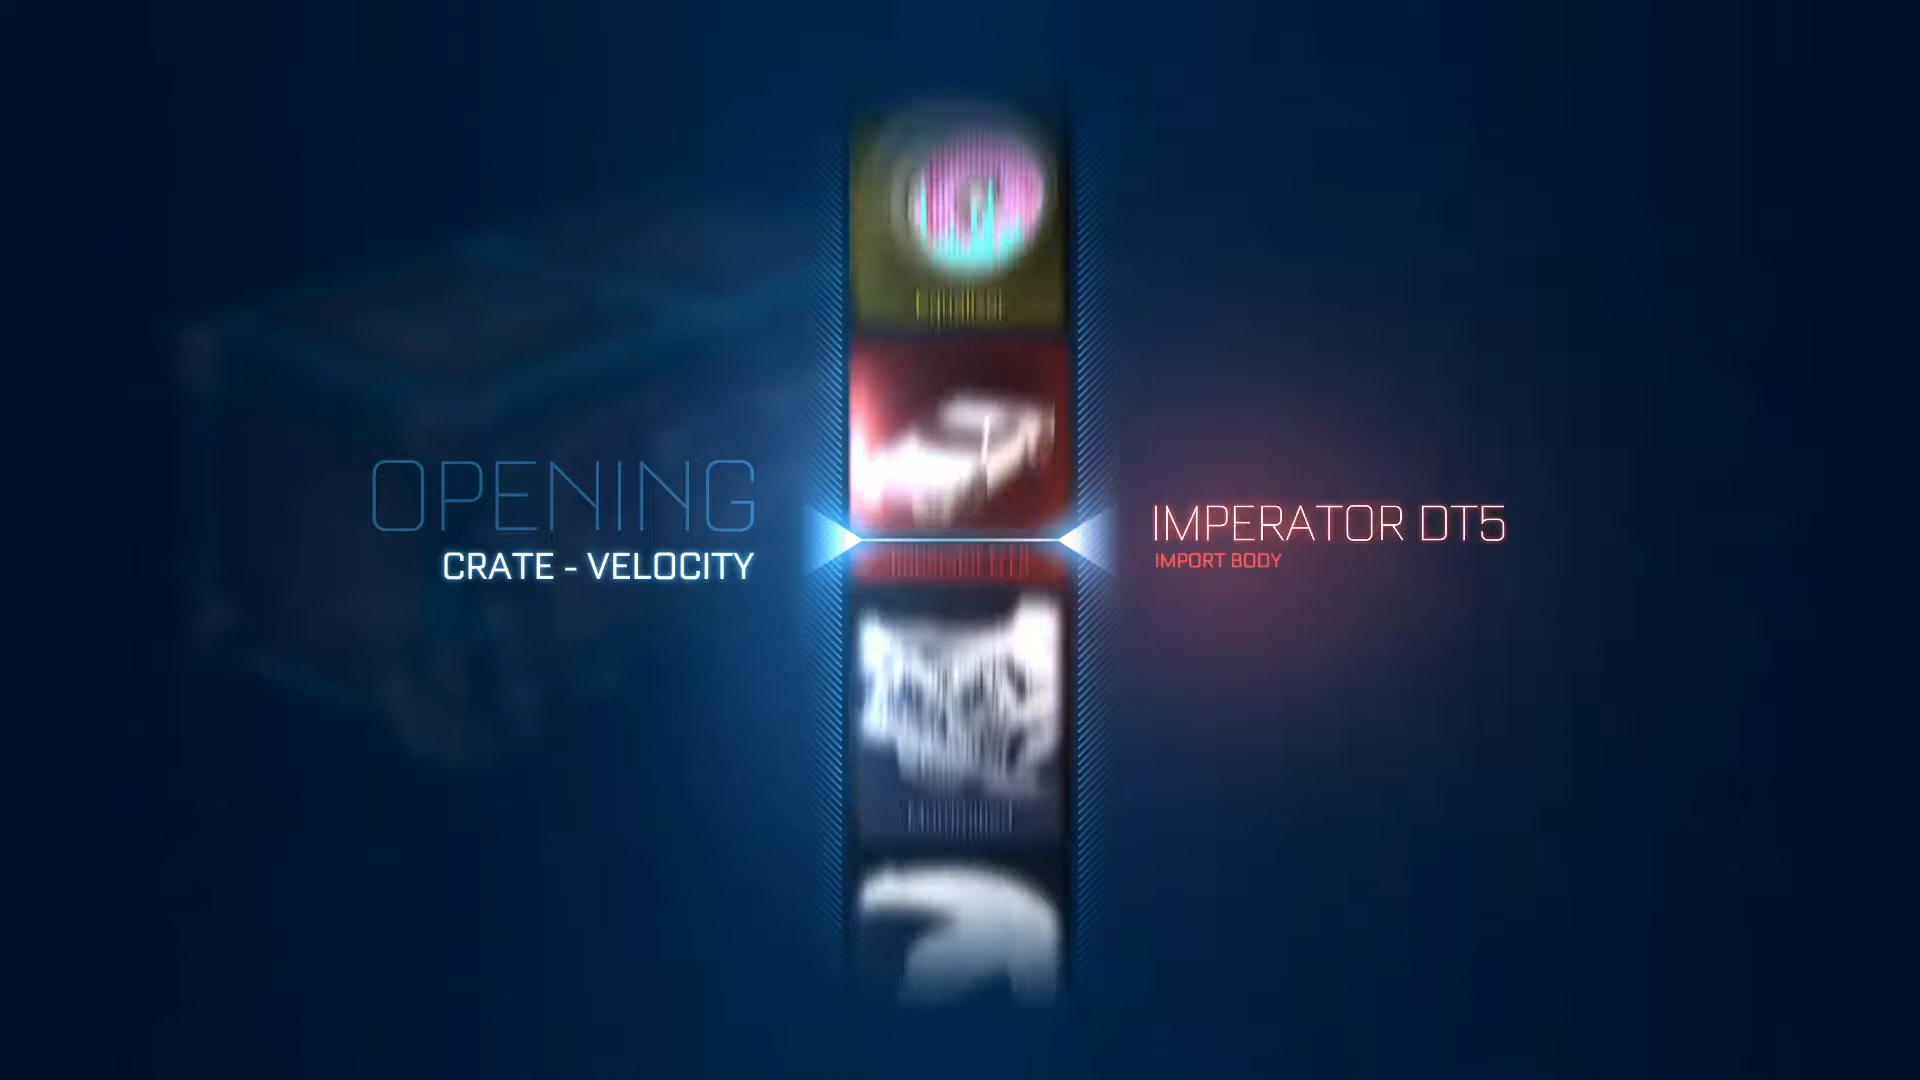 OPENING
CRATE - VELOCITY
IMPERATOR DT5
IMPORT BODY